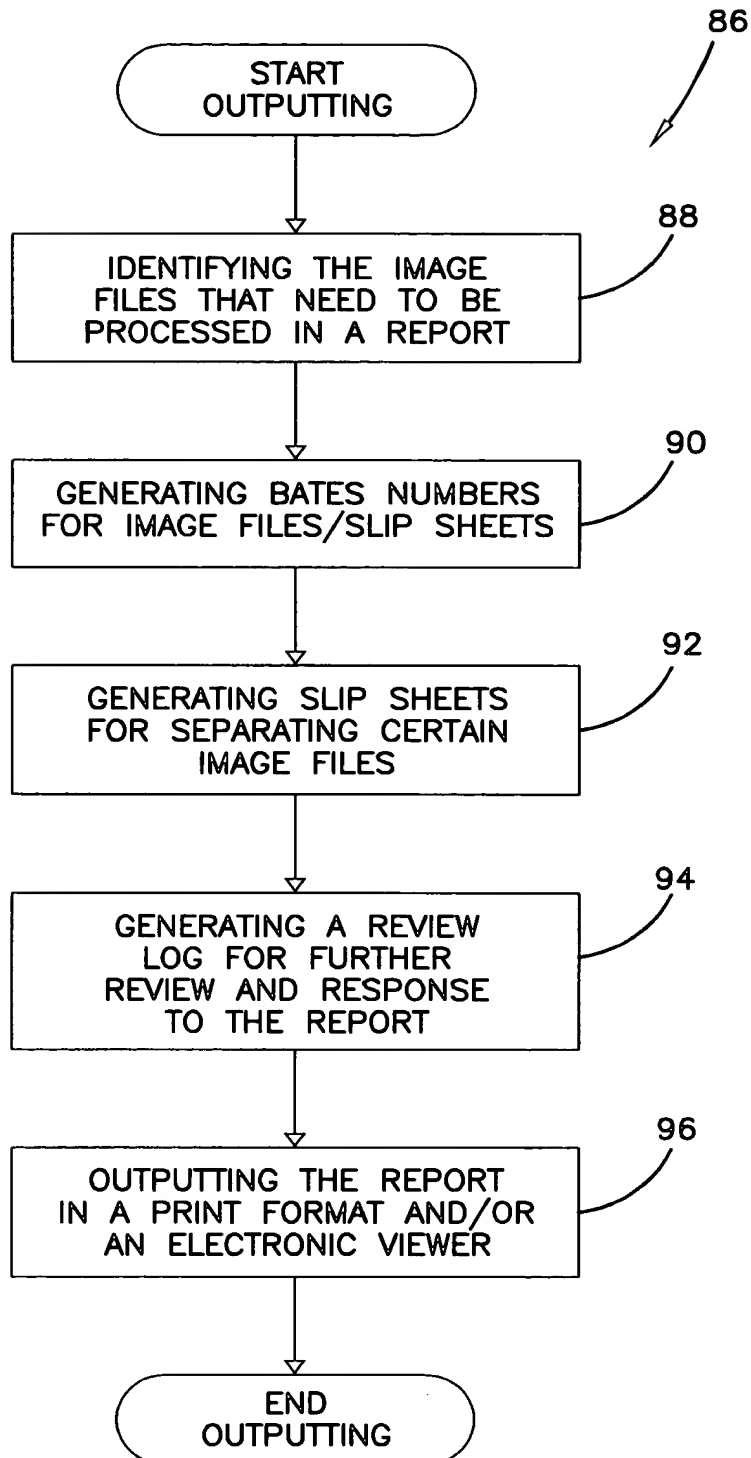 86
START
OUTPUTTING
88
IDENTIFYING THE IMAGE
FILES THAT NEED TO BE
PROCESSED IN A REPORT
90
GENERATING BATES NUMBERS
FOR IMAGE FILES/SLIP SHEETS
92
GENERATING SLIP SHEETS
FOR SEPARATING CERTAIN
IMAGE FILES
94
GENERATING A REVIEW
LOG FOR FURTHER
REVIEW AND RESPONSE
TO THE REPORT
96
OUTPUTTING THE REPORT
IN A PRINT FORMAT AND/OR
AN ELECTRONIC VIEWER
END
OUTPUTTING